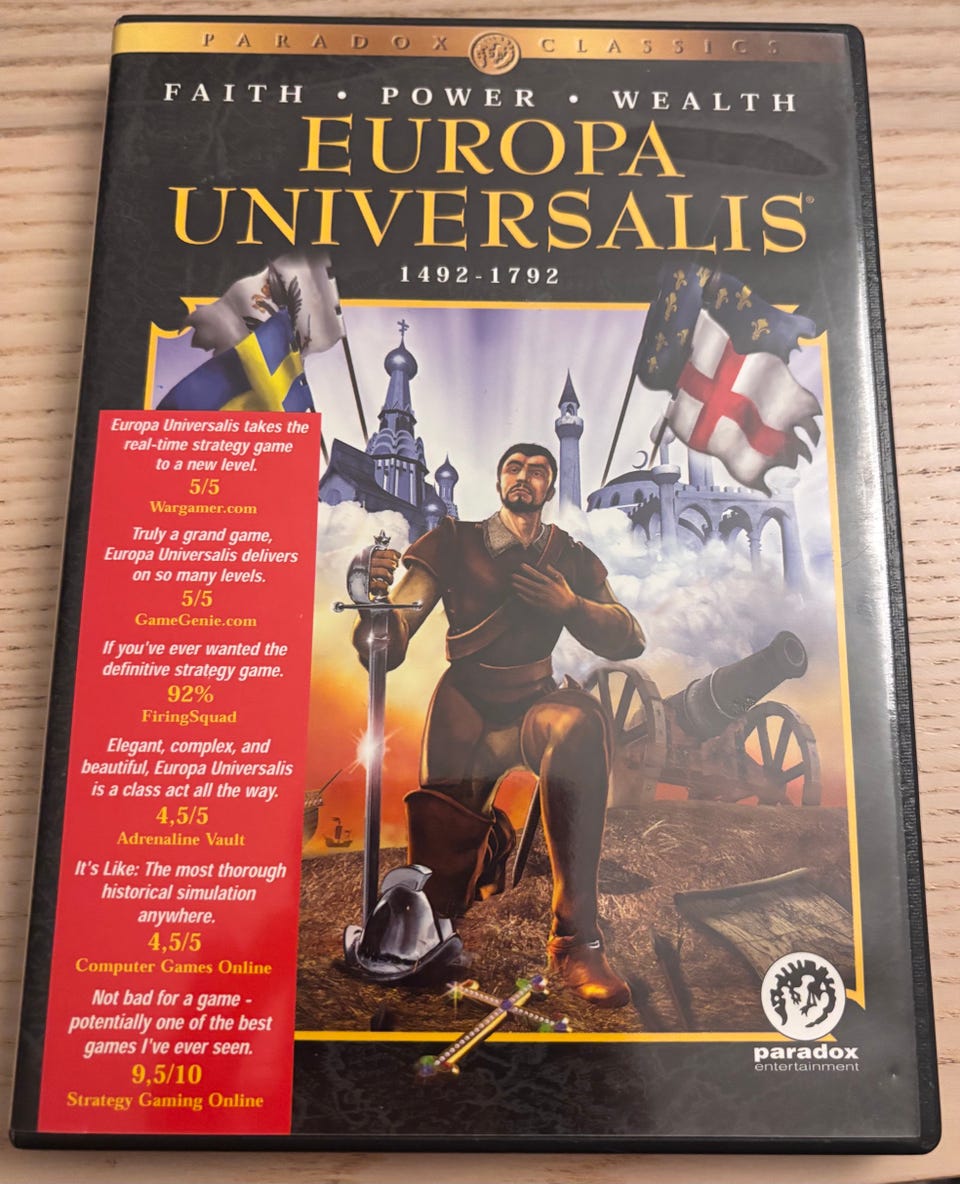 PARADOX CLASSICS
FAITH • POWER • WEALTH
EUROPA
UNIVERSALIS®
1492-1792
Europa Universalis takes the
real-time strategy game
to a new level.
5/5
Wargamer.com
Truly a grand game,
Europa Universalis delivers
on so many levels.
5/5
GameGenie.com
If you've ever wanted the
definitive strategy game.
92%
FiringSquad
Elegant, complex, and
beautiful, Europa Universalis
is a class act all the way.
4,5/5
Adrenaline Vault
It's Like: The most thorough
historical simulation
anywhere.
4,5/5
Computer Games Online
Not bad for a game -
potentially one of the best
games I've ever seen.
9,5/10
Strategy Gaming Online
paradox
entertainment